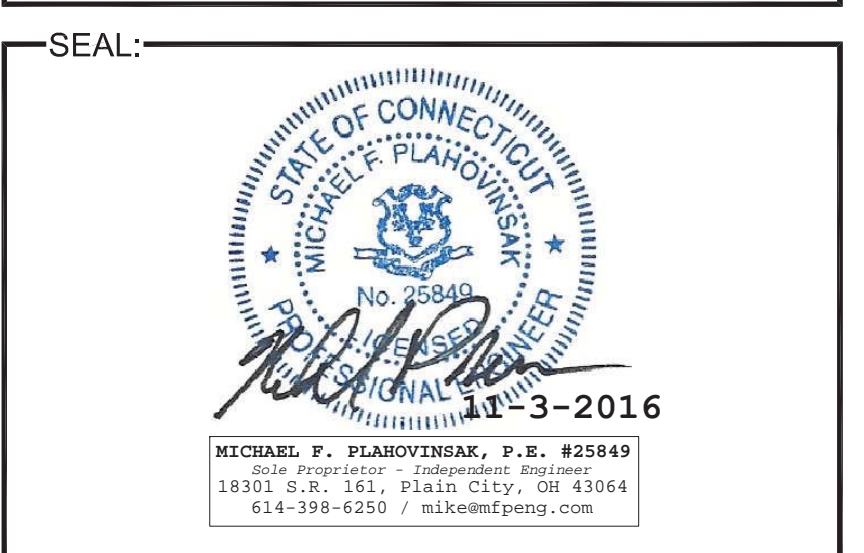 SEAL:
STATE OF CONNECTICUT
MICHAEL F. PLAHOVINSAK
No. 25849
LICENSED
PROFESSIONAL ENGINEER
11-3-2016
MICHAEL F. PLAHOVINSAK, P.E. #25849
Sole Proprietor - Independent Engineer
18301 S.R. 161, Plain City, OH 43064
614-398-6250 / mike@mfpeng.com